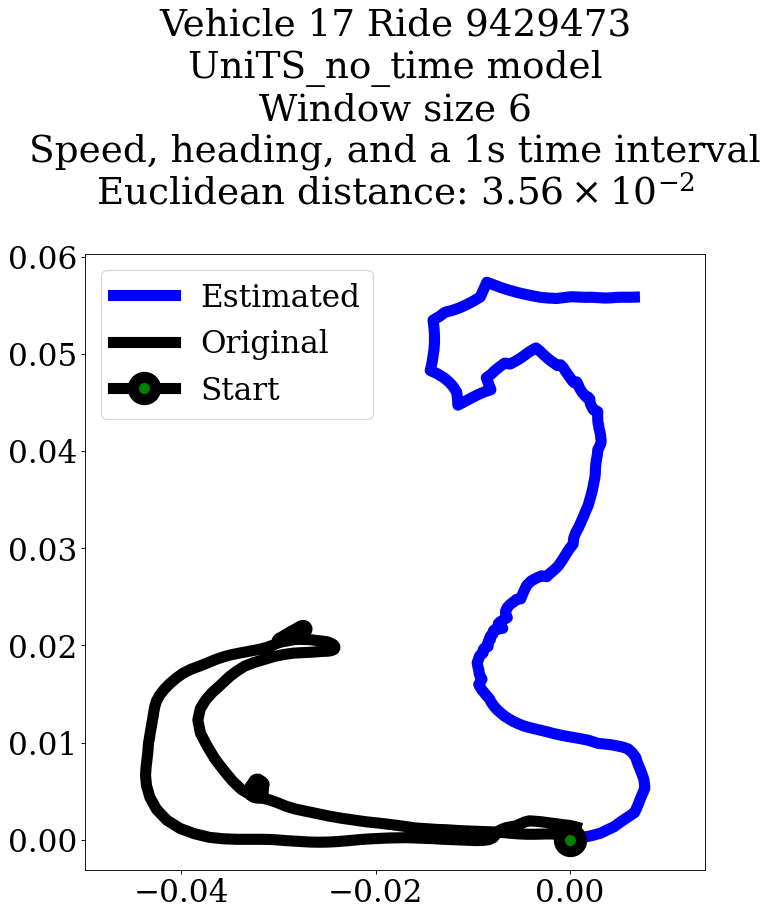 Vehicle 17 Ride 9429473
UniTS_no_time model
Window size 6
Speed, heading, and a 1s time interval
Euclidean distance: 3.56 × 10⁻²
0.06
Estimated
Original
Start
0.05
0.04
0.03
0.02
0.01
0.00
−0.04 −0.02 0.00